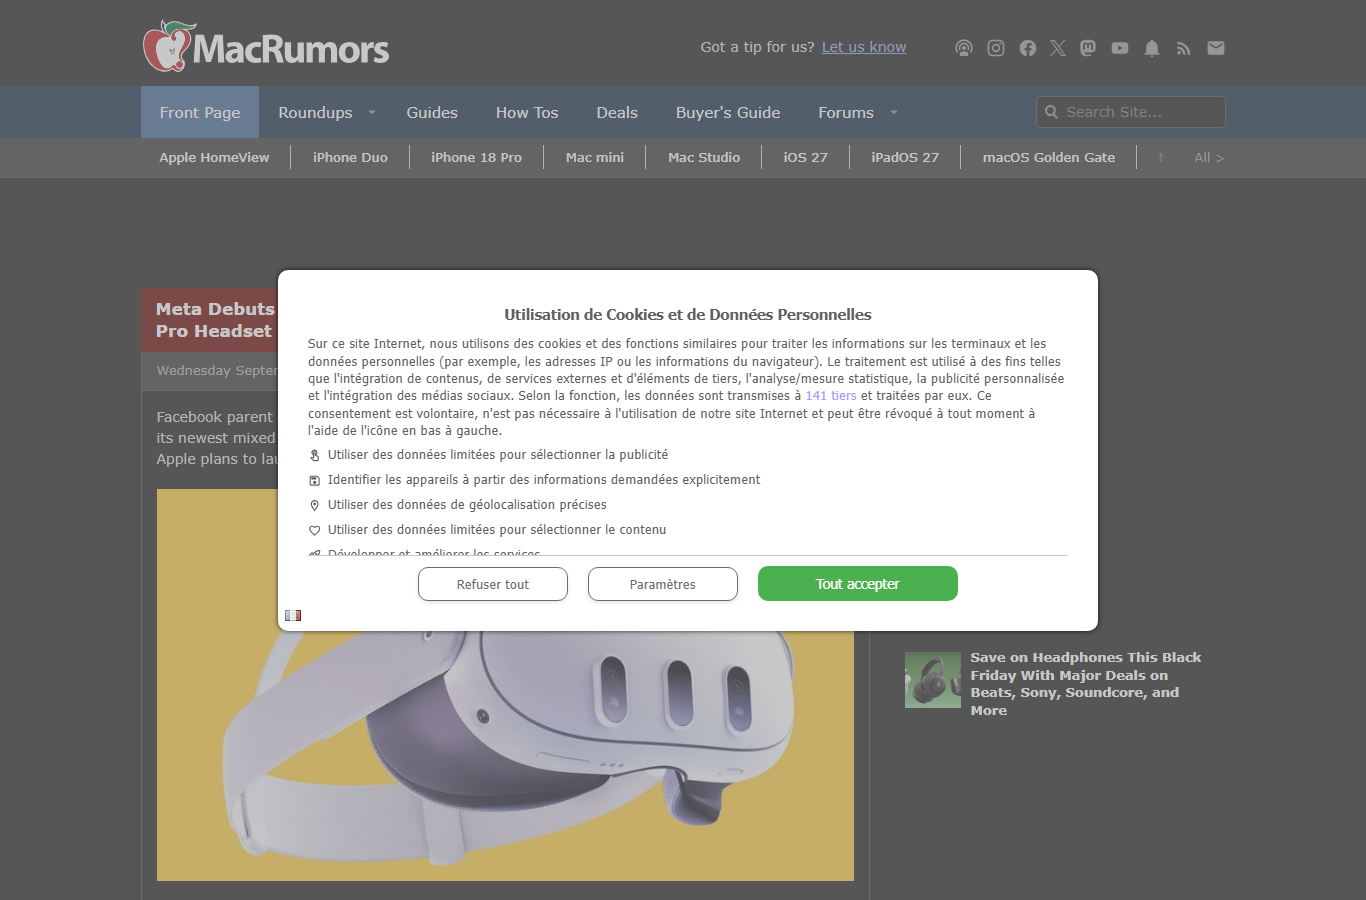 MacRumors
Got a tip for us? Let us know
Front Page
Roundups
Guides
How Tos
Deals
Buyer's Guide
Forums
Search Site...
Apple HomeView
iPhone Duo
iPhone 18 Pro
Mac mini
Mac Studio
iOS 27
iPadOS 27
macOS Golden Gate
All >
Meta Debuts
Pro Headset
Wednesday Septem
Facebook parent
its newest mixed
Apple plans to lau
Utilisation de Cookies et de Données Personnelles
Sur ce site Internet, nous utilisons des cookies et des fonctions similaires pour traiter les informations sur les terminaux et les
données personnelles (par exemple, les adresses IP ou les informations du navigateur). Le traitement est utilisé à des fins telles
que l'intégration de contenus, de services externes et d'éléments de tiers, l'analyse/mesure statistique, la publicité personnalisée
et l'intégration des médias sociaux. Selon la fonction, les données sont transmises à 141 tiers et traitées par eux. Ce
consentement est volontaire, n'est pas nécessaire à l'utilisation de notre site Internet et peut être révoqué à tout moment à
l'aide de l'icône en bas à gauche.
Utiliser des données limitées pour sélectionner la publicité
Identifier les appareils à partir des informations demandées explicitement
Utiliser des données de géolocalisation précises
Utiliser des données limitées pour sélectionner le contenu
Développer et améliorer les services
Refuser tout
Paramètres
Tout accepter
Save on Headphones This Black
Friday With Major Deals on
Beats, Sony, Soundcore, and
More